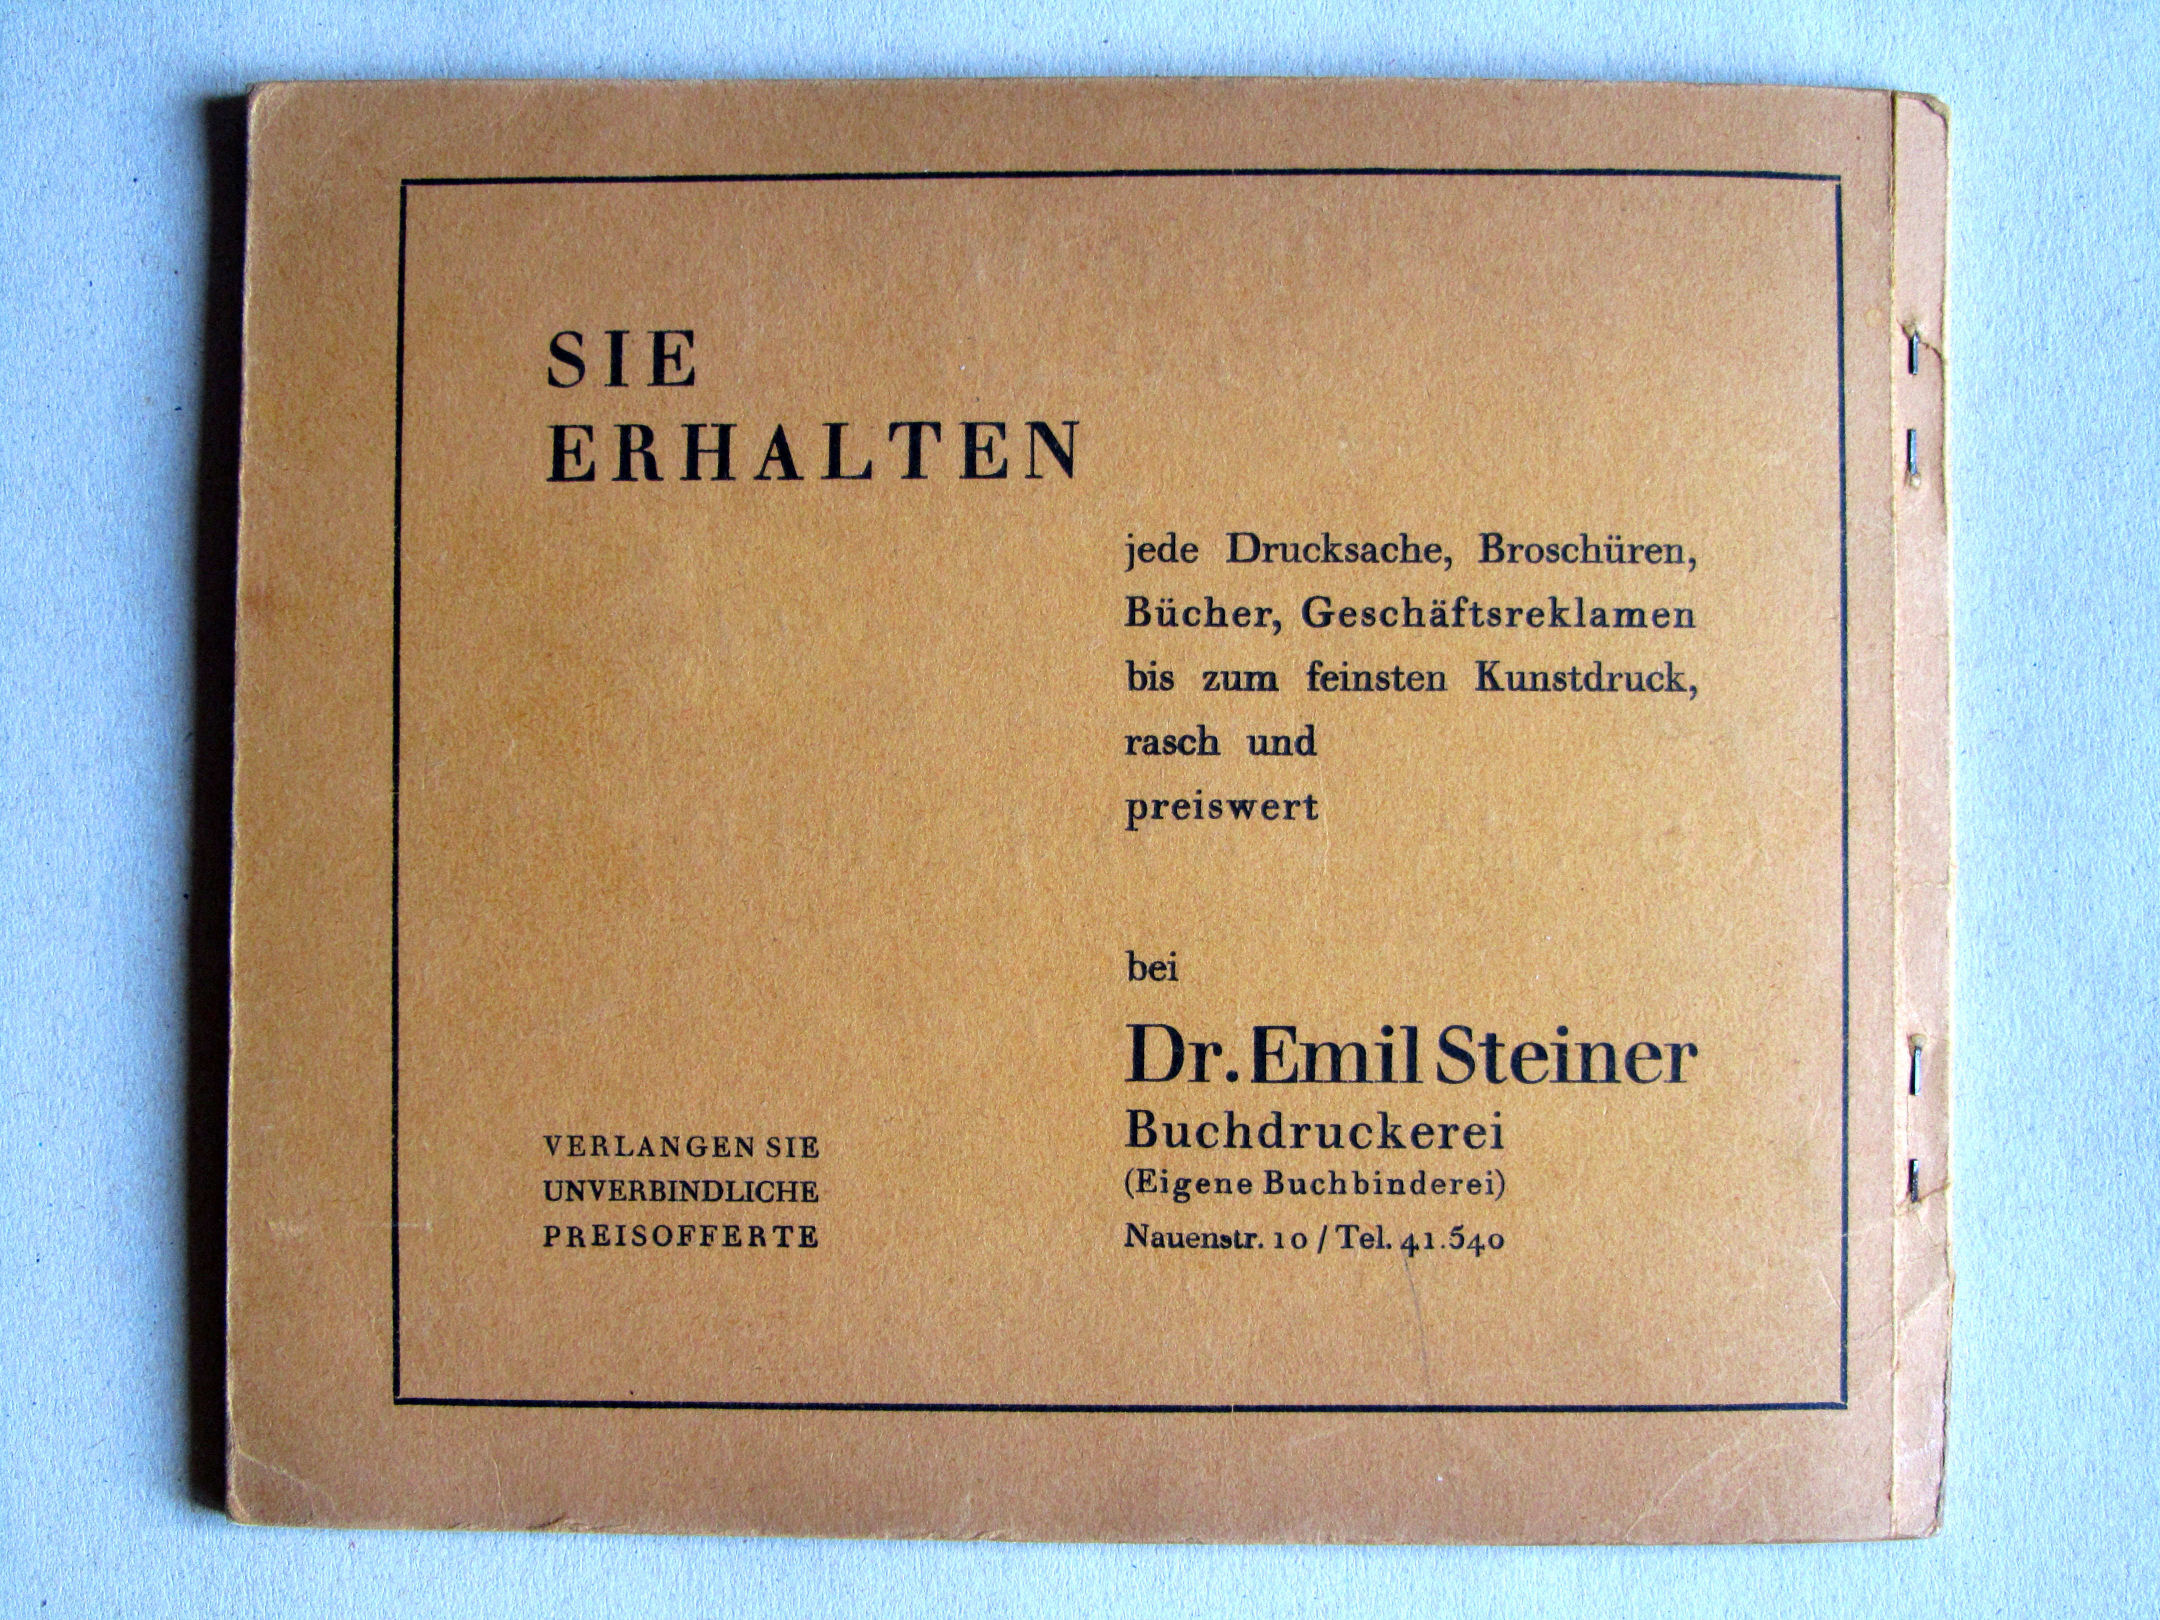 SIE
ERHALTEN
jede Drucksache, Broschüren,
Bücher, Geschäftsreklamen
bis zum feinsten Kunstdruck,
rasch und
preiswert
bei
Dr. Emil Steiner
Buchdruckerei
(Eigene Buchbinderei)
Nauenstr. 10 / Tel. 41.540
VERLANGEN SIE
UNVERBINDLICHE
PREISOFFERTE